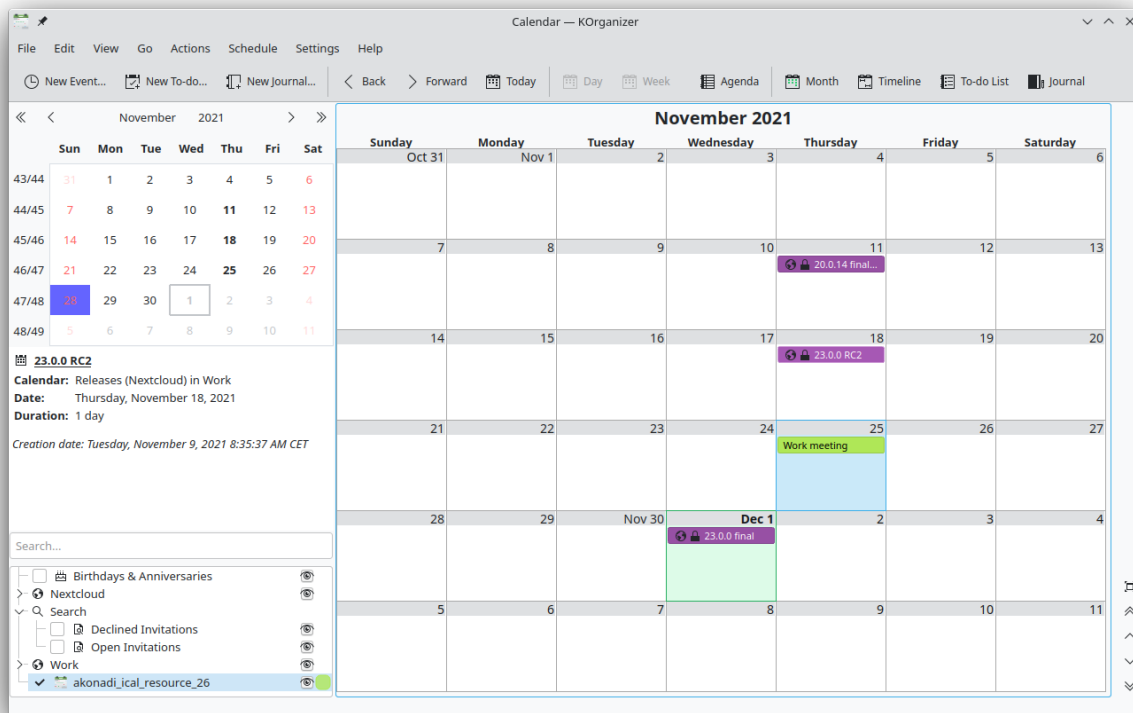 Calendar — KOrganizer
File Edit View Go Actions Schedule Settings Help
New Event... New To-do... New Journal... Back Forward Today Day Week Agenda Month Timeline To-do List Journal
November 2021
Sun Mon Tue Wed Thu Fri Sat
43/44 31 1 2 3 4 5 6
44/45 7 8 9 10 11 12 13
45/46 14 15 16 17 18 19 20
46/47 21 22 23 24 25 26 27
47/48 28 29 30 1 2 3 4
48/49 5 6 7 8 9 10 11
23.0.0 RC2
Calendar: Releases (Nextcloud) in Work
Date: Thursday, November 18, 2021
Duration: 1 day
Creation date: Tuesday, November 9, 2021 8:35:37 AM CET
Search...
Birthdays & Anniversaries
Nextcloud
Search
Declined Invitations
Open Invitations
Work
akonadi_ical_resource_26
November 2021
Sunday Monday Tuesday Wednesday Thursday Friday Saturday
Oct 31 Nov 1 2 3 4 5 6
7 8 9 10 11 12 13
20.0.14 final...
14 15 16 17 18 19 20
23.0.0 RC2
21 22 23 24 25 26 27
Work meeting
28 29 Nov 30 Dec 1 2 3 4
23.0.0 final
5 6 7 8 9 10 11